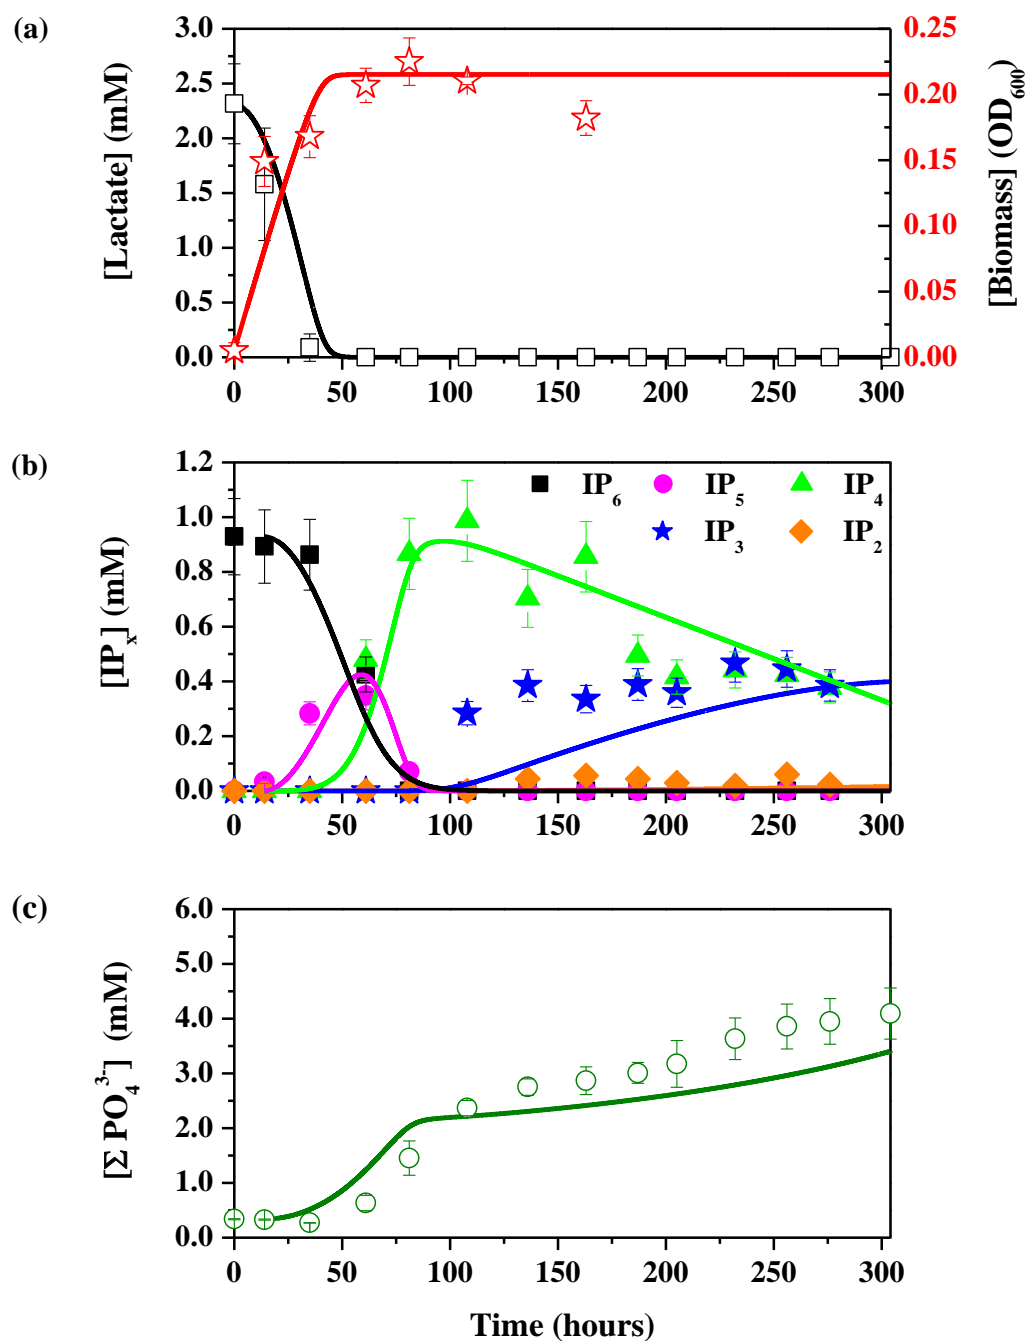 (a)
[Lactate] (mM)
3.0
2.5
2.0
1.5
1.0
0.5
0.0
0 50 100 150 200 250 300
0.25
0.20
0.15
0.10
0.05
0.00
[Biomass] (OD600)
(b)
[IPx] (mM)
1.2
1.0
0.8
0.6
0.4
0.2
0.0
IP6 IP5 IP4
IP3 IP2
0 50 100 150 200 250 300
(c)
[Σ PO4 3-] (mM)
6.0
5.0
4.0
3.0
2.0
1.0
0.0
0 50 100 150 200 250 300
Time (hours)